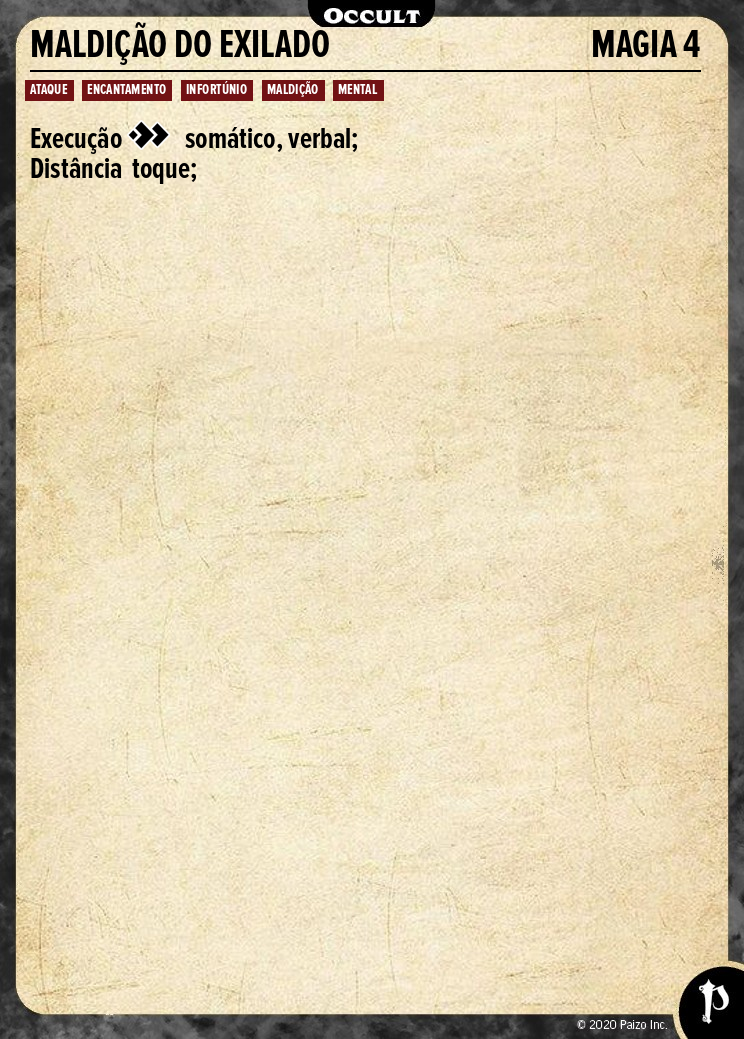 OCCULT
MALDIÇÃO DO EXILADO MAGIA 4
ATAQUE ENCANTAMENTO INFORTÚNIO MALDIÇÃO MENTAL
Execução somático, verbal;
Distância toque;
© 2020 Paizo Inc.